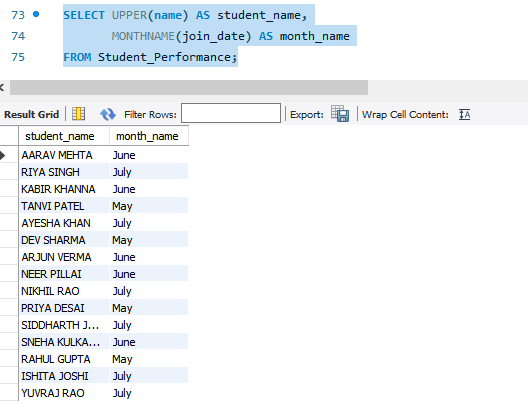 73 SELECT UPPER(name) AS student_name,
74 MONTHNAME(join_date) AS month_name
75 FROM Student_Performance;
Result Grid Filter Rows: Export: Wrap Cell Content:
student_name month_name
AARAV MEHTA June
RIYA SINGH July
KABIR KHANNA June
TANVI PATEL May
AYESHA KHAN July
DEV SHARMA May
ARJUN VERMA June
NEER PILLAI June
NIKHIL RAO July
PRIYA DESAI May
SIDDHARTH J... July
SNEHA KULKA... June
RAHUL GUPTA May
ISHITA JOSHI July
YUVRAJ RAO July